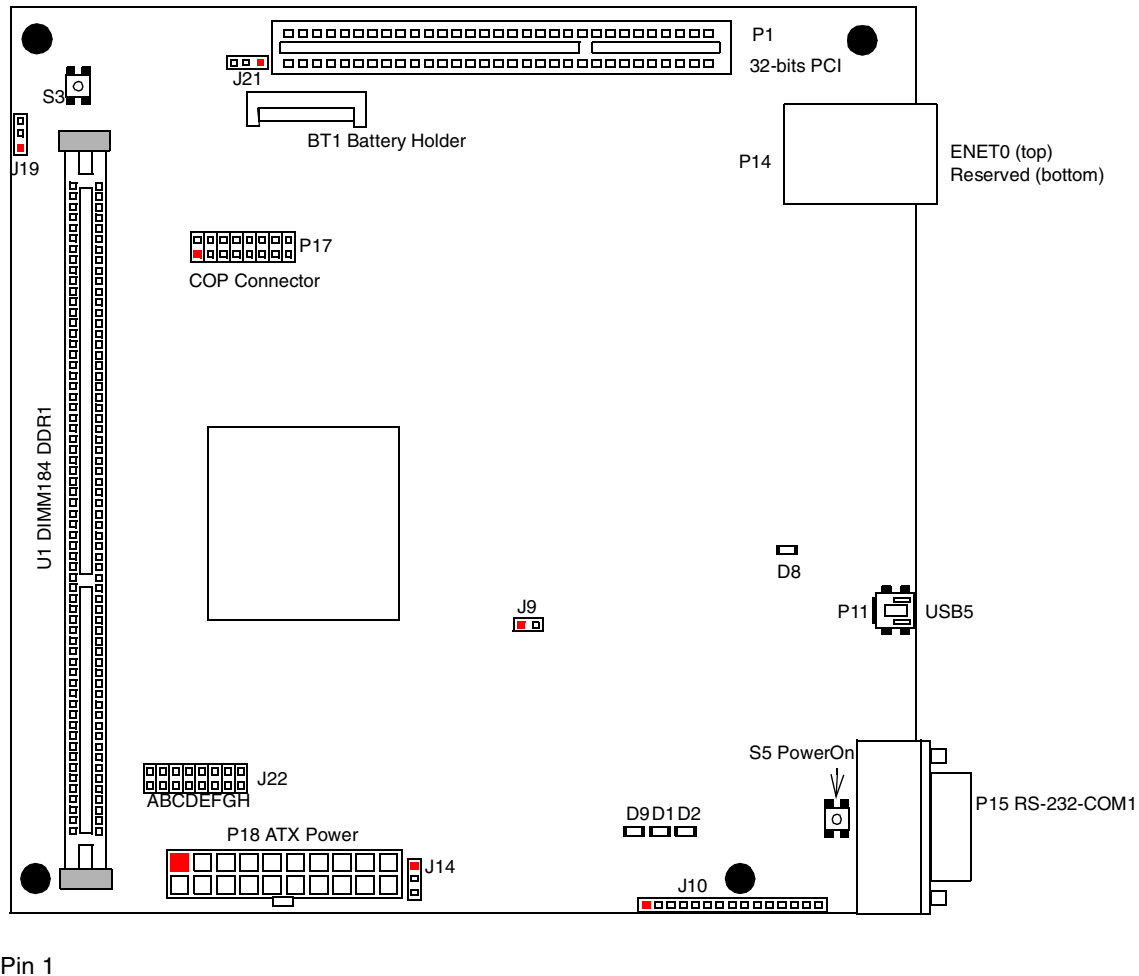 P1
32-bits PCI
J21
S3
BT1 Battery Holder
J19
P14
ENET0 (top)
Reserved (bottom)
P17
COP Connector
U1 DIMM184 DDR1
D8
J9
P11
USB5
S5 PowerOn
J22
ABCDEFGH
P15 RS-232-COM1
D9 D1 D2
P18 ATX Power
J14
J10
Pin 1